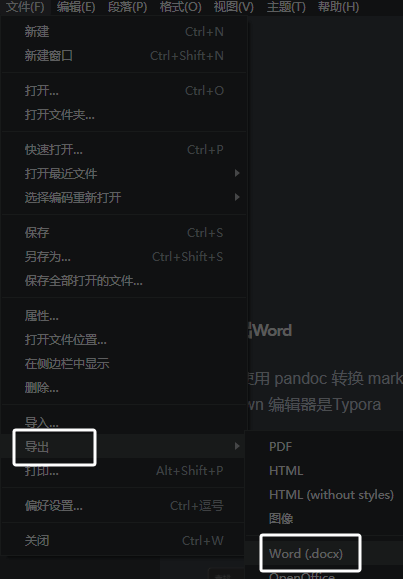 文件(F) 编辑(E) 段落(P) 格式(O) 视图(V) 主题(T) 帮助(H)
新建 Ctrl+N
新建窗口 Ctrl+Shift+N
打开... Ctrl+O
打开文件夹...
快速打开... Ctrl+P
打开最近文件
选择编码重新打开
保存 Ctrl+S
另存为... Ctrl+Shift+S
保存全部打开的文件...
属性...
打开文件位置...
Word
在侧边栏中显示
使用 pandoc 转换 mark
删除...
wn 编辑器是Typora
导入...
导出
PDF
打印... Alt+Shift+P
HTML
HTML (without styles)
偏好设置... Ctrl+逗号
图像
关闭 Ctrl+W
Word (.docx)
OpenOffice